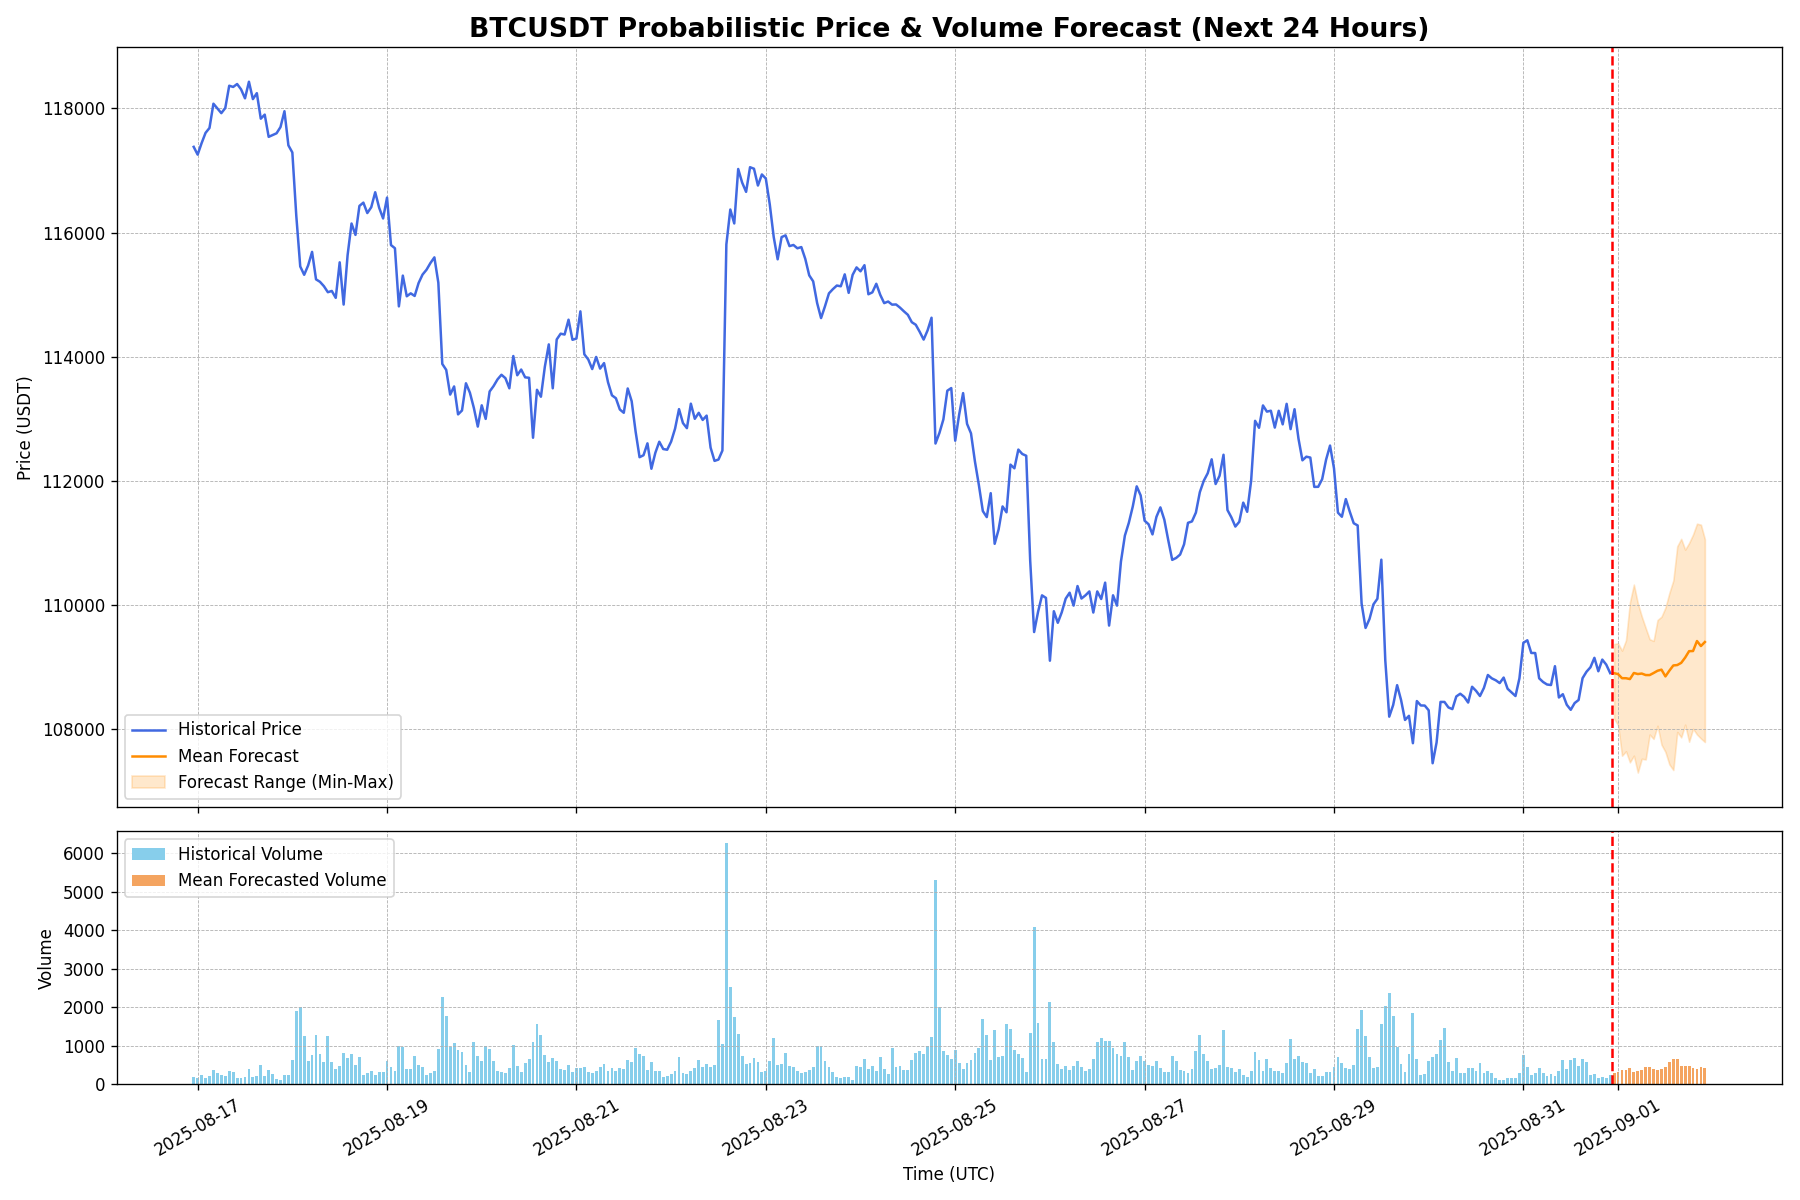 BTCUSDT Probabilistic Price & Volume Forecast (Next 24 Hours)
118000
116000
114000
112000
110000
108000
Price (USDT)
Historical Price
Mean Forecast
Forecast Range (Min-Max)
6000
5000
4000
3000
2000
1000
0
Volume
Historical Volume
Mean Forecasted Volume
2025-08-17
2025-08-19
2025-08-21
2025-08-23
2025-08-25
2025-08-27
2025-08-29
2025-08-31
2025-09-01
Time (UTC)